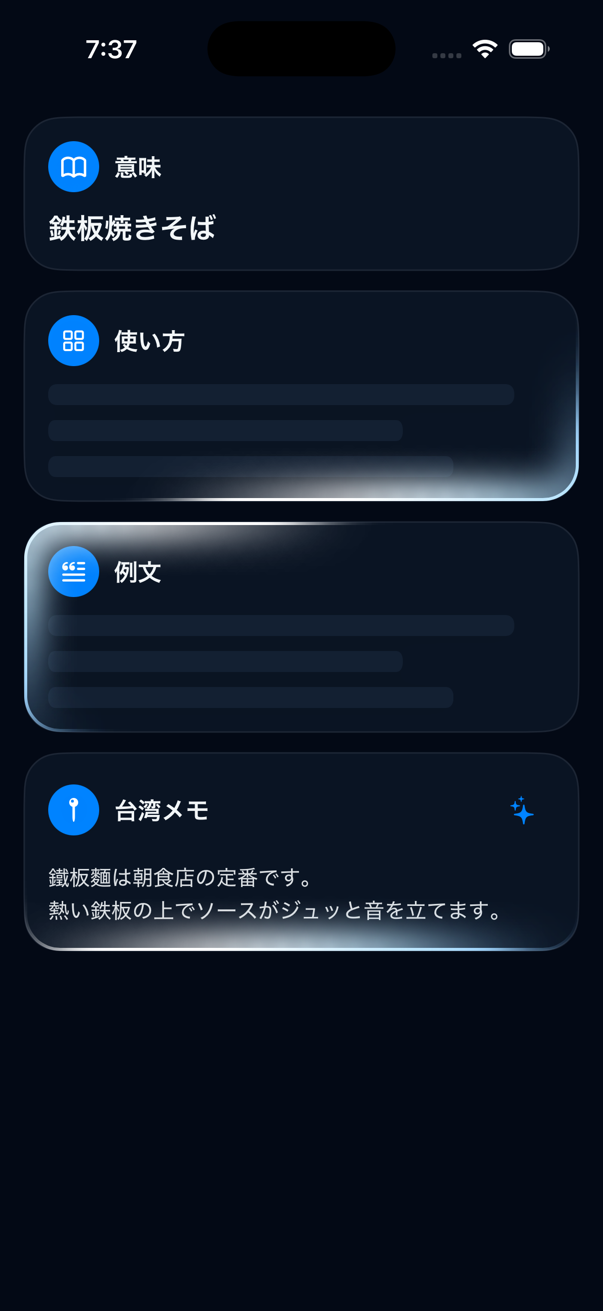 7:37
意味
鉄板焼きそば
使い方
例文
台湾メモ
鐵板麵は朝食店の定番です。
熱い鉄板の上でソースがジュッと音を立てます。